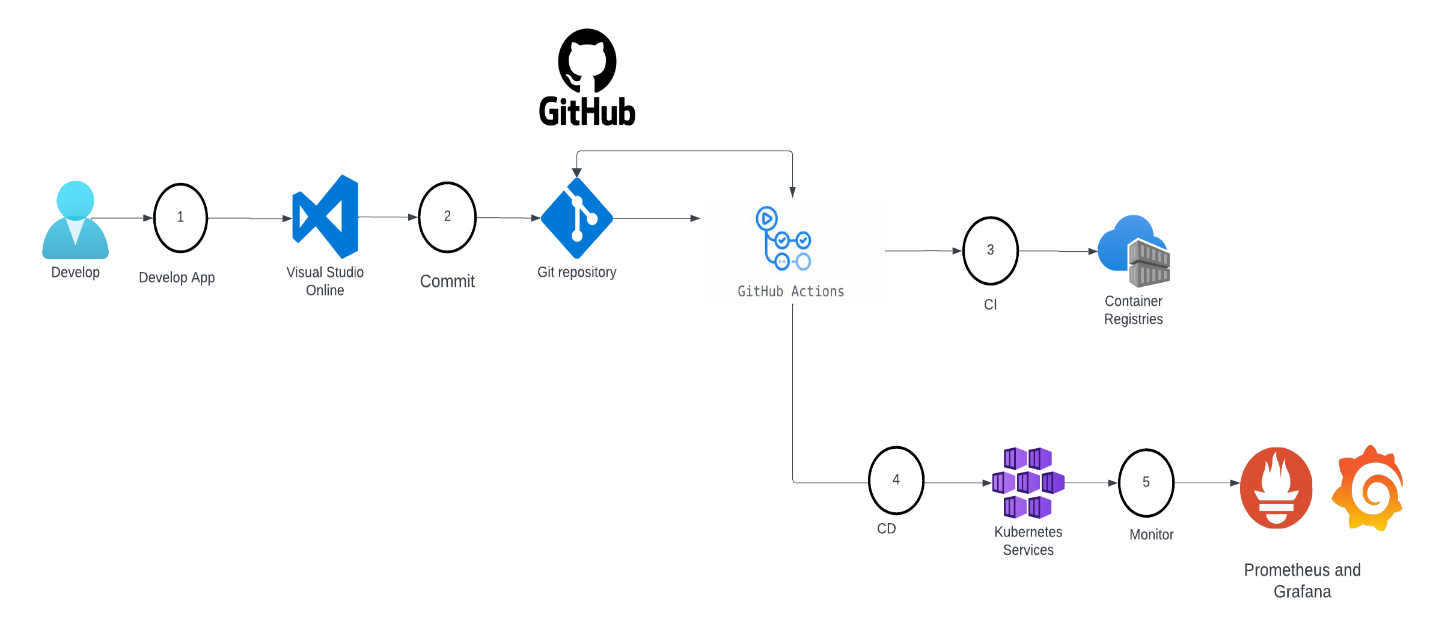 GitHub
1
2
Develop
Develop App
Visual Studio
Online
Commit
Git repository
GitHub Actions
3
CI
Container
Registries
4
CD
Kubernetes
Services
5
Monitor
Prometheus and
Grafana